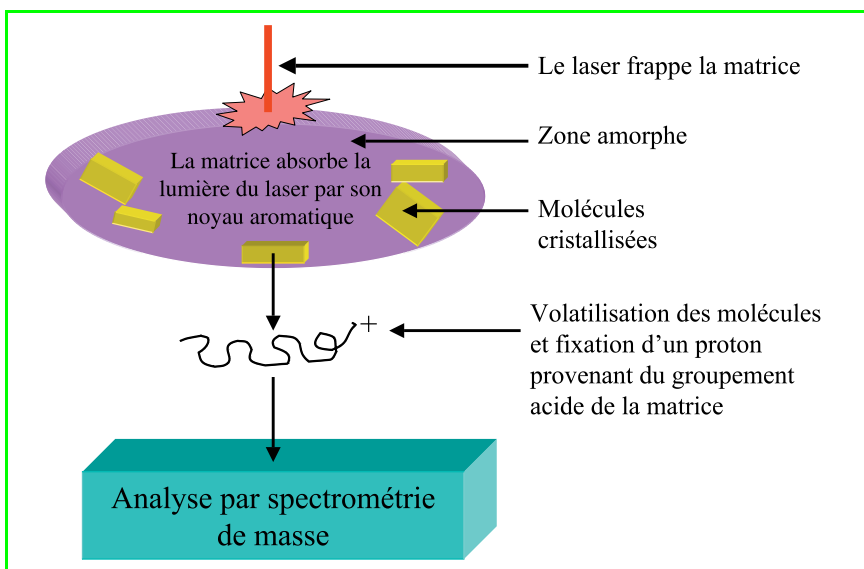 Le laser frappe la matrice
Zone amorphe
La matrice absorbe la
lumière du laser par son
noyau aromatique
Molécules
cristallisées
+
Volatilisation des molécules
et fixation d’un proton
provenant du groupement
acide de la matrice
Analyse par spectrométrie
de masse